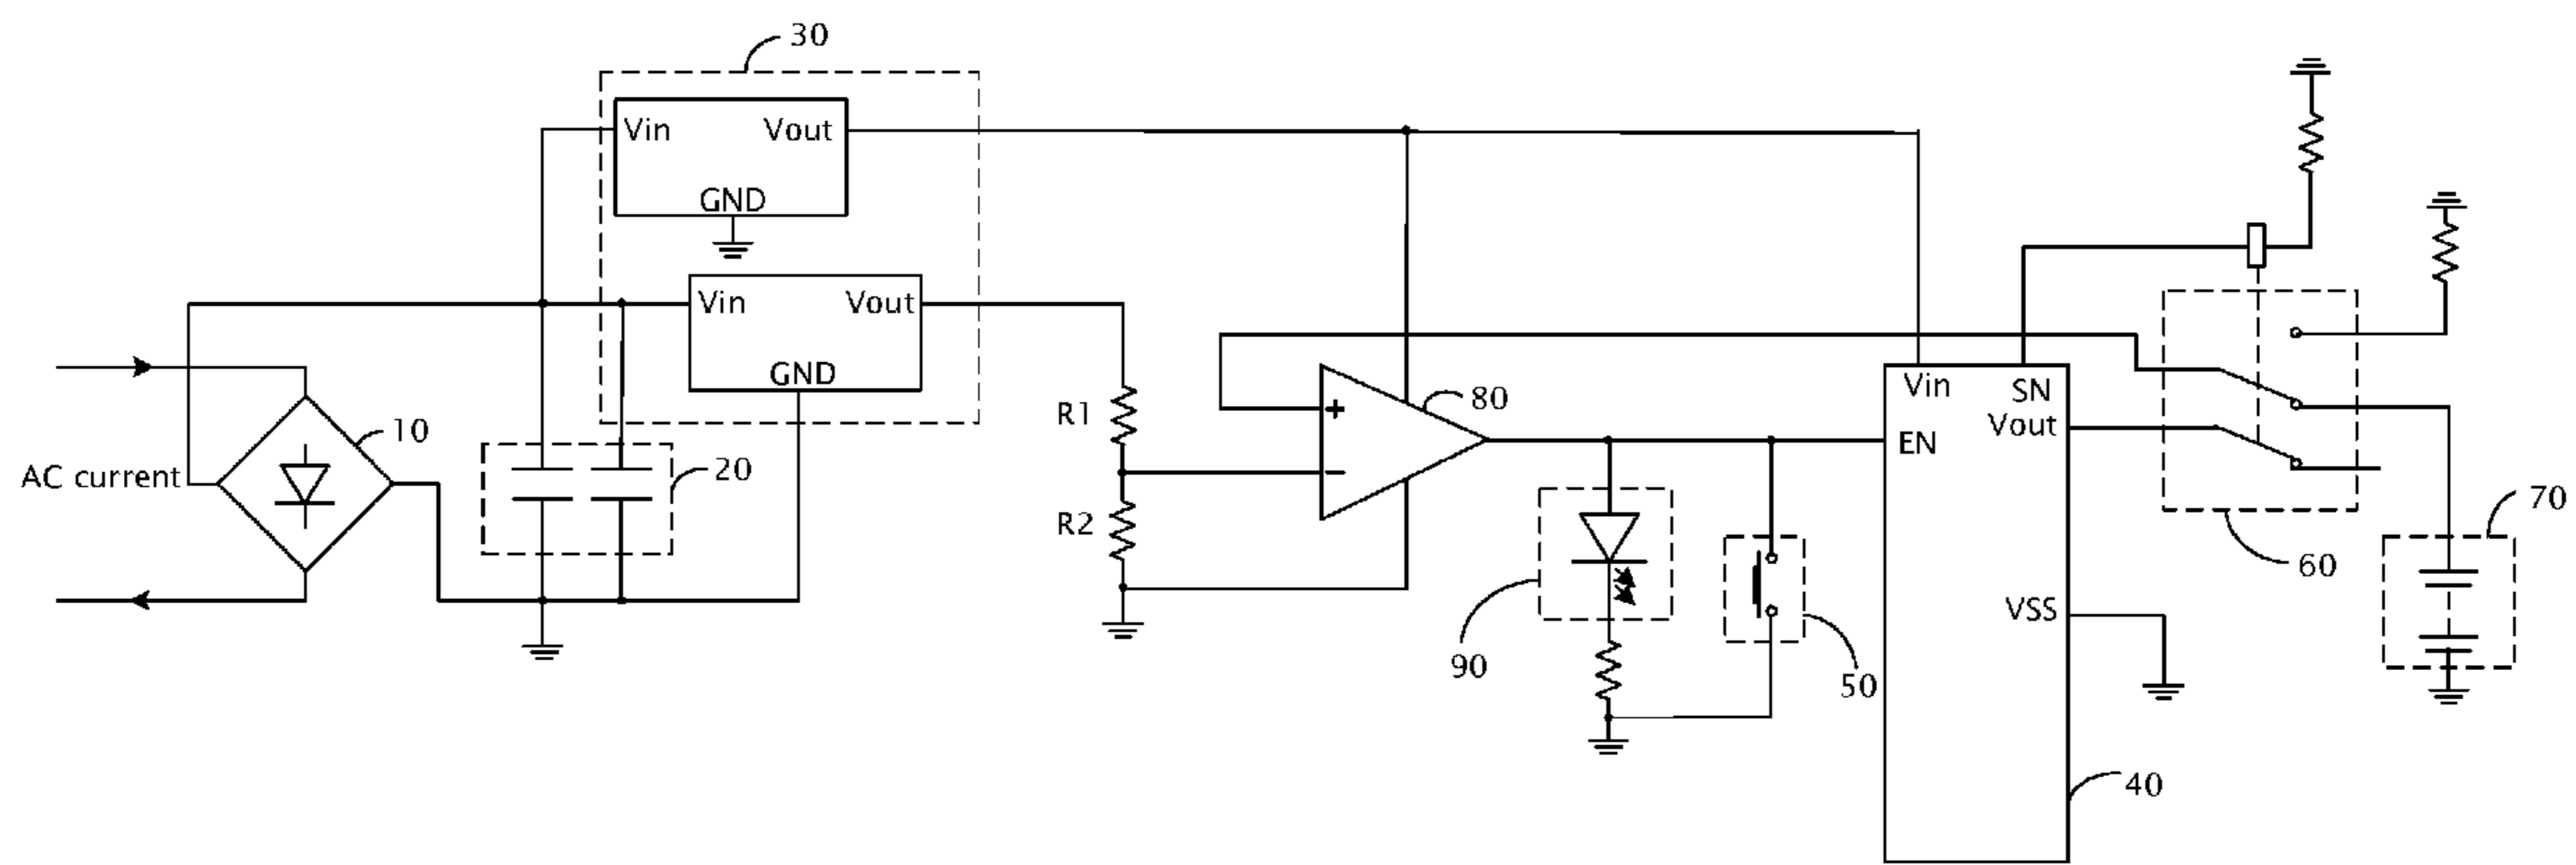 30
Vin Vout
GND
Vin Vout
GND
R1
80
Vin SN
Vout
EN
10
AC current
20
R2
70
60
VSS
90
50
40